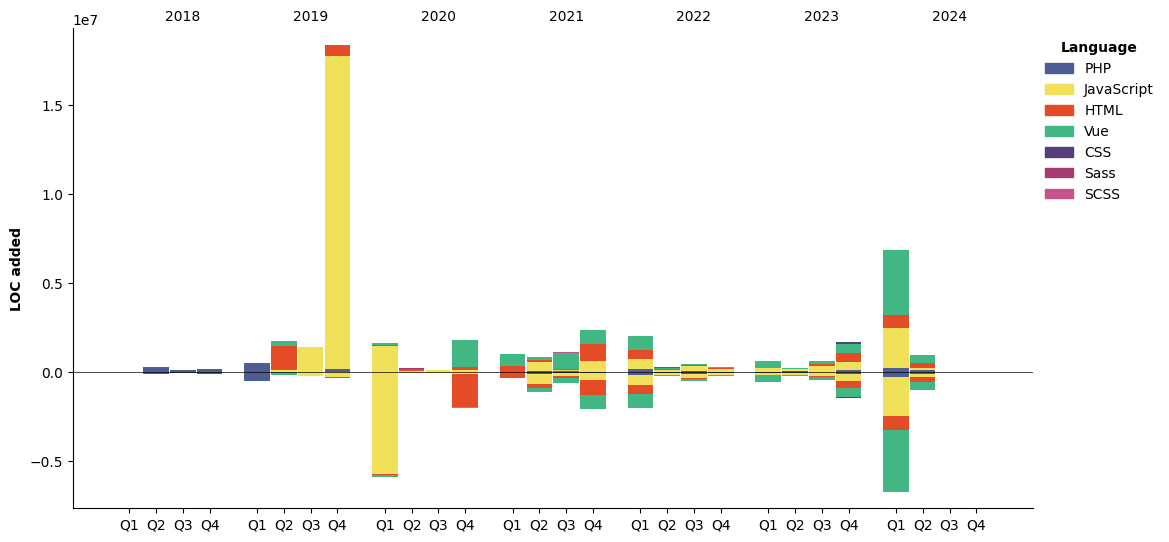 1e7
2018 2019 2020 2021 2022 2023 2024
Language
PHP
JavaScript
HTML
Vue
CSS
Sass
SCSS
LOC added
1.5
1.0
0.5
0.0
−0.5
Q1 Q2 Q3 Q4 Q1 Q2 Q3 Q4 Q1 Q2 Q3 Q4 Q1 Q2 Q3 Q4 Q1 Q2 Q3 Q4 Q1 Q2 Q3 Q4 Q1 Q2 Q3 Q4